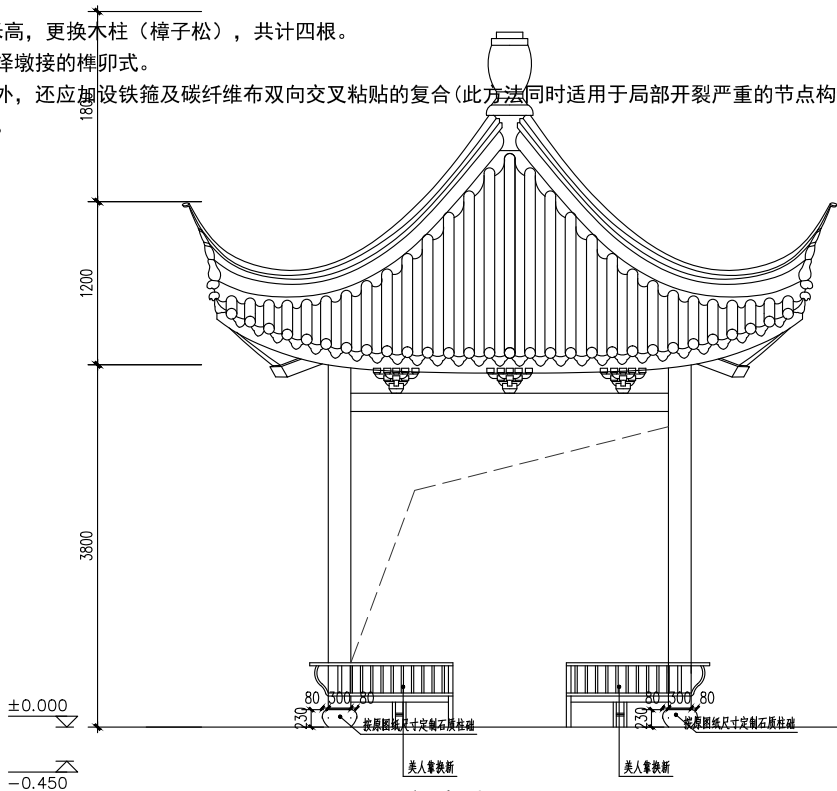 高，更换木柱（樟子松），共计四根。
择墩接的榫卯式。
外，还应加设铁箍及碳纤维布双向交叉粘贴的复合(此方法同时适用于局部开裂严重的节点构
1200
3800
±0.000
80 300 80
230
按原图纸尺寸定制石质柱础
80 300 80
230
按原图纸尺寸定制石质柱础
美人靠换新
美人靠换新
-0.450